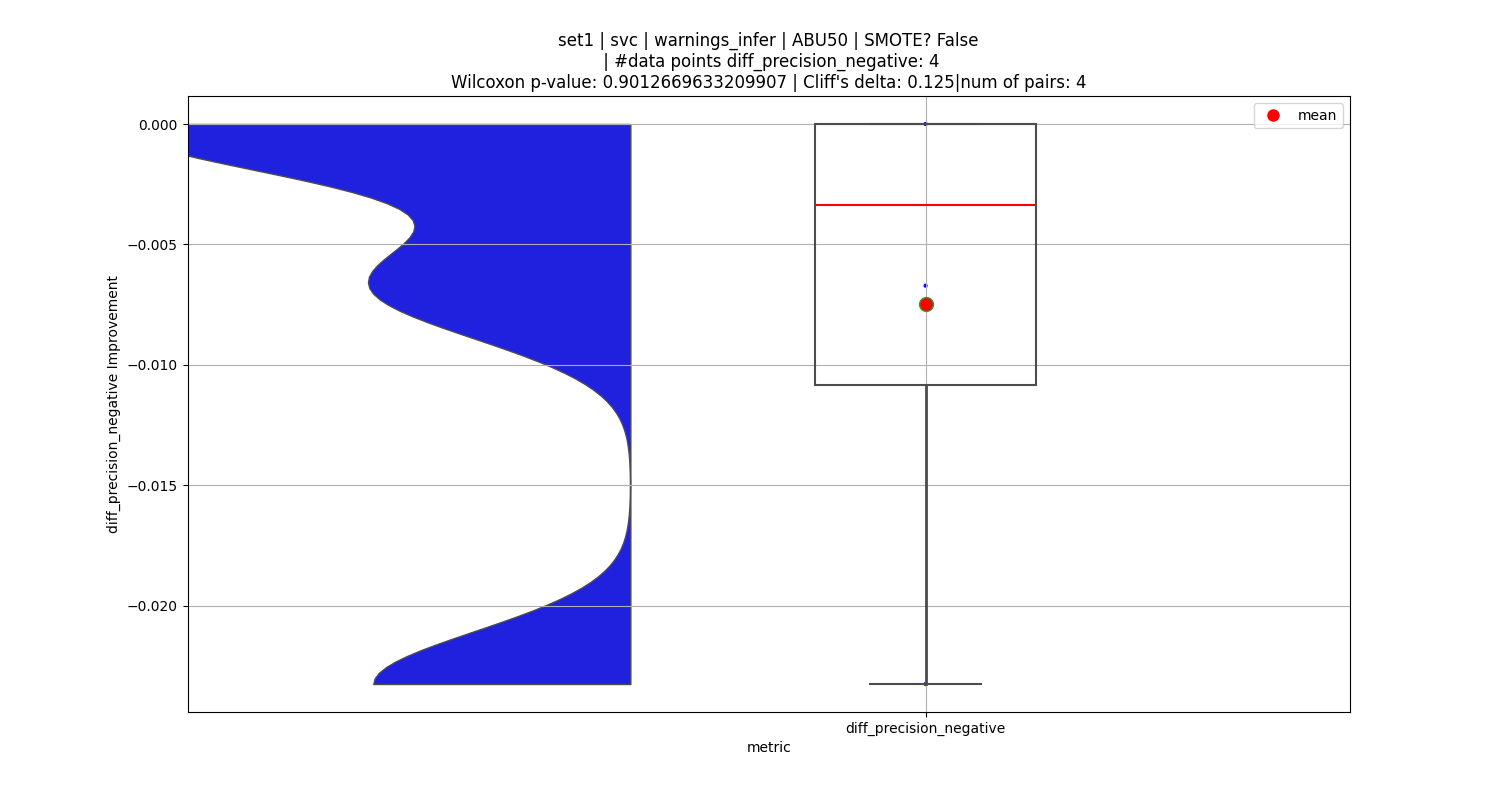 set1 | svc | warnings_infer | ABU50 | SMOTE? False
| #data points diff_precision_negative: 4
Wilcoxon p-value: 0.9012669633209907 | Cliff's delta: 0.125|num of pairs: 4
mean
0.000
−0.005
−0.010
−0.015
−0.020
diff_precision_negative Improvement
diff_precision_negative
metric